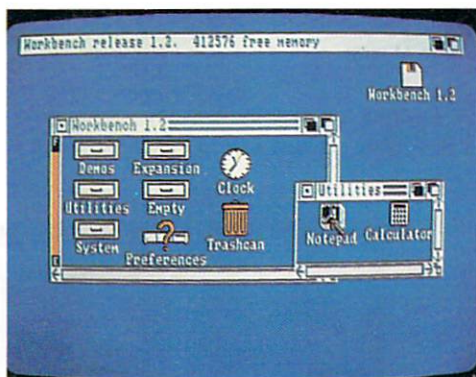 Workbench release 1.2. 412576 free memory
Workbench 1.2
Workbench 1.2
Demos Expansion
Clock
Utilities Empty
System
Trashcan
Preferences
Utilities
Notepad Calculator